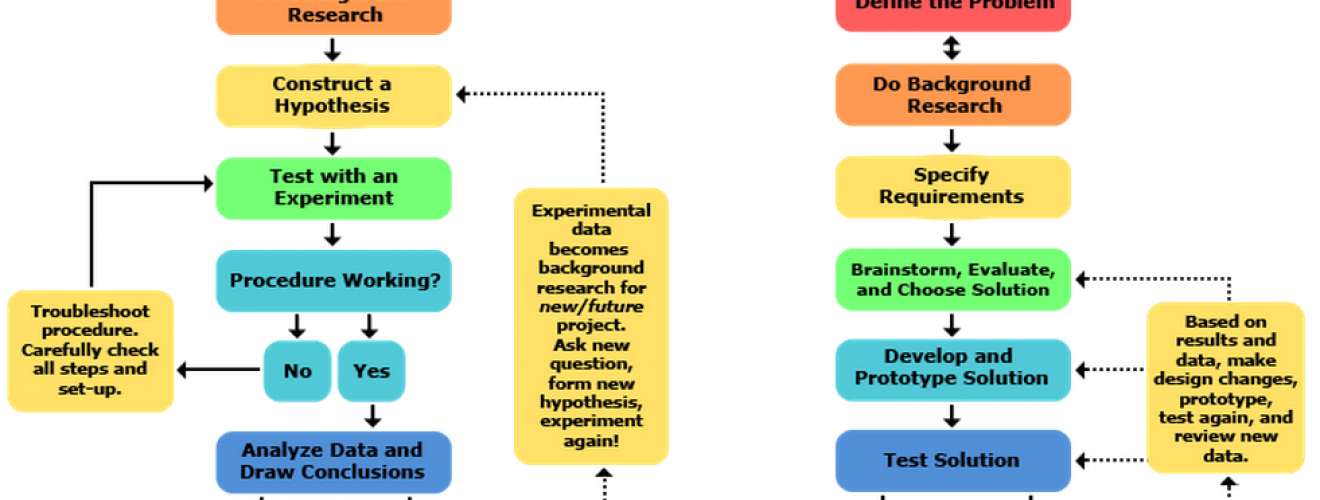 Research
Construct a
Hypothesis
Test with an
Experiment
Procedure Working?
No
Yes
Troubleshoot
procedure.
Carefully check
all steps and
set-up.
Analyze Data and
Draw Conclusions
Experimental
data
becomes
background
research for
new/future
project.
Ask new
question,
form new
hypothesis,
experiment
again!
Define the Problem
Do Background
Research
Specify
Requirements
Brainstorm, Evaluate,
and Choose Solution
Develop and
Prototype Solution
Test Solution
Based on
results and
data, make
design changes,
prototype,
test again, and
review new
data.